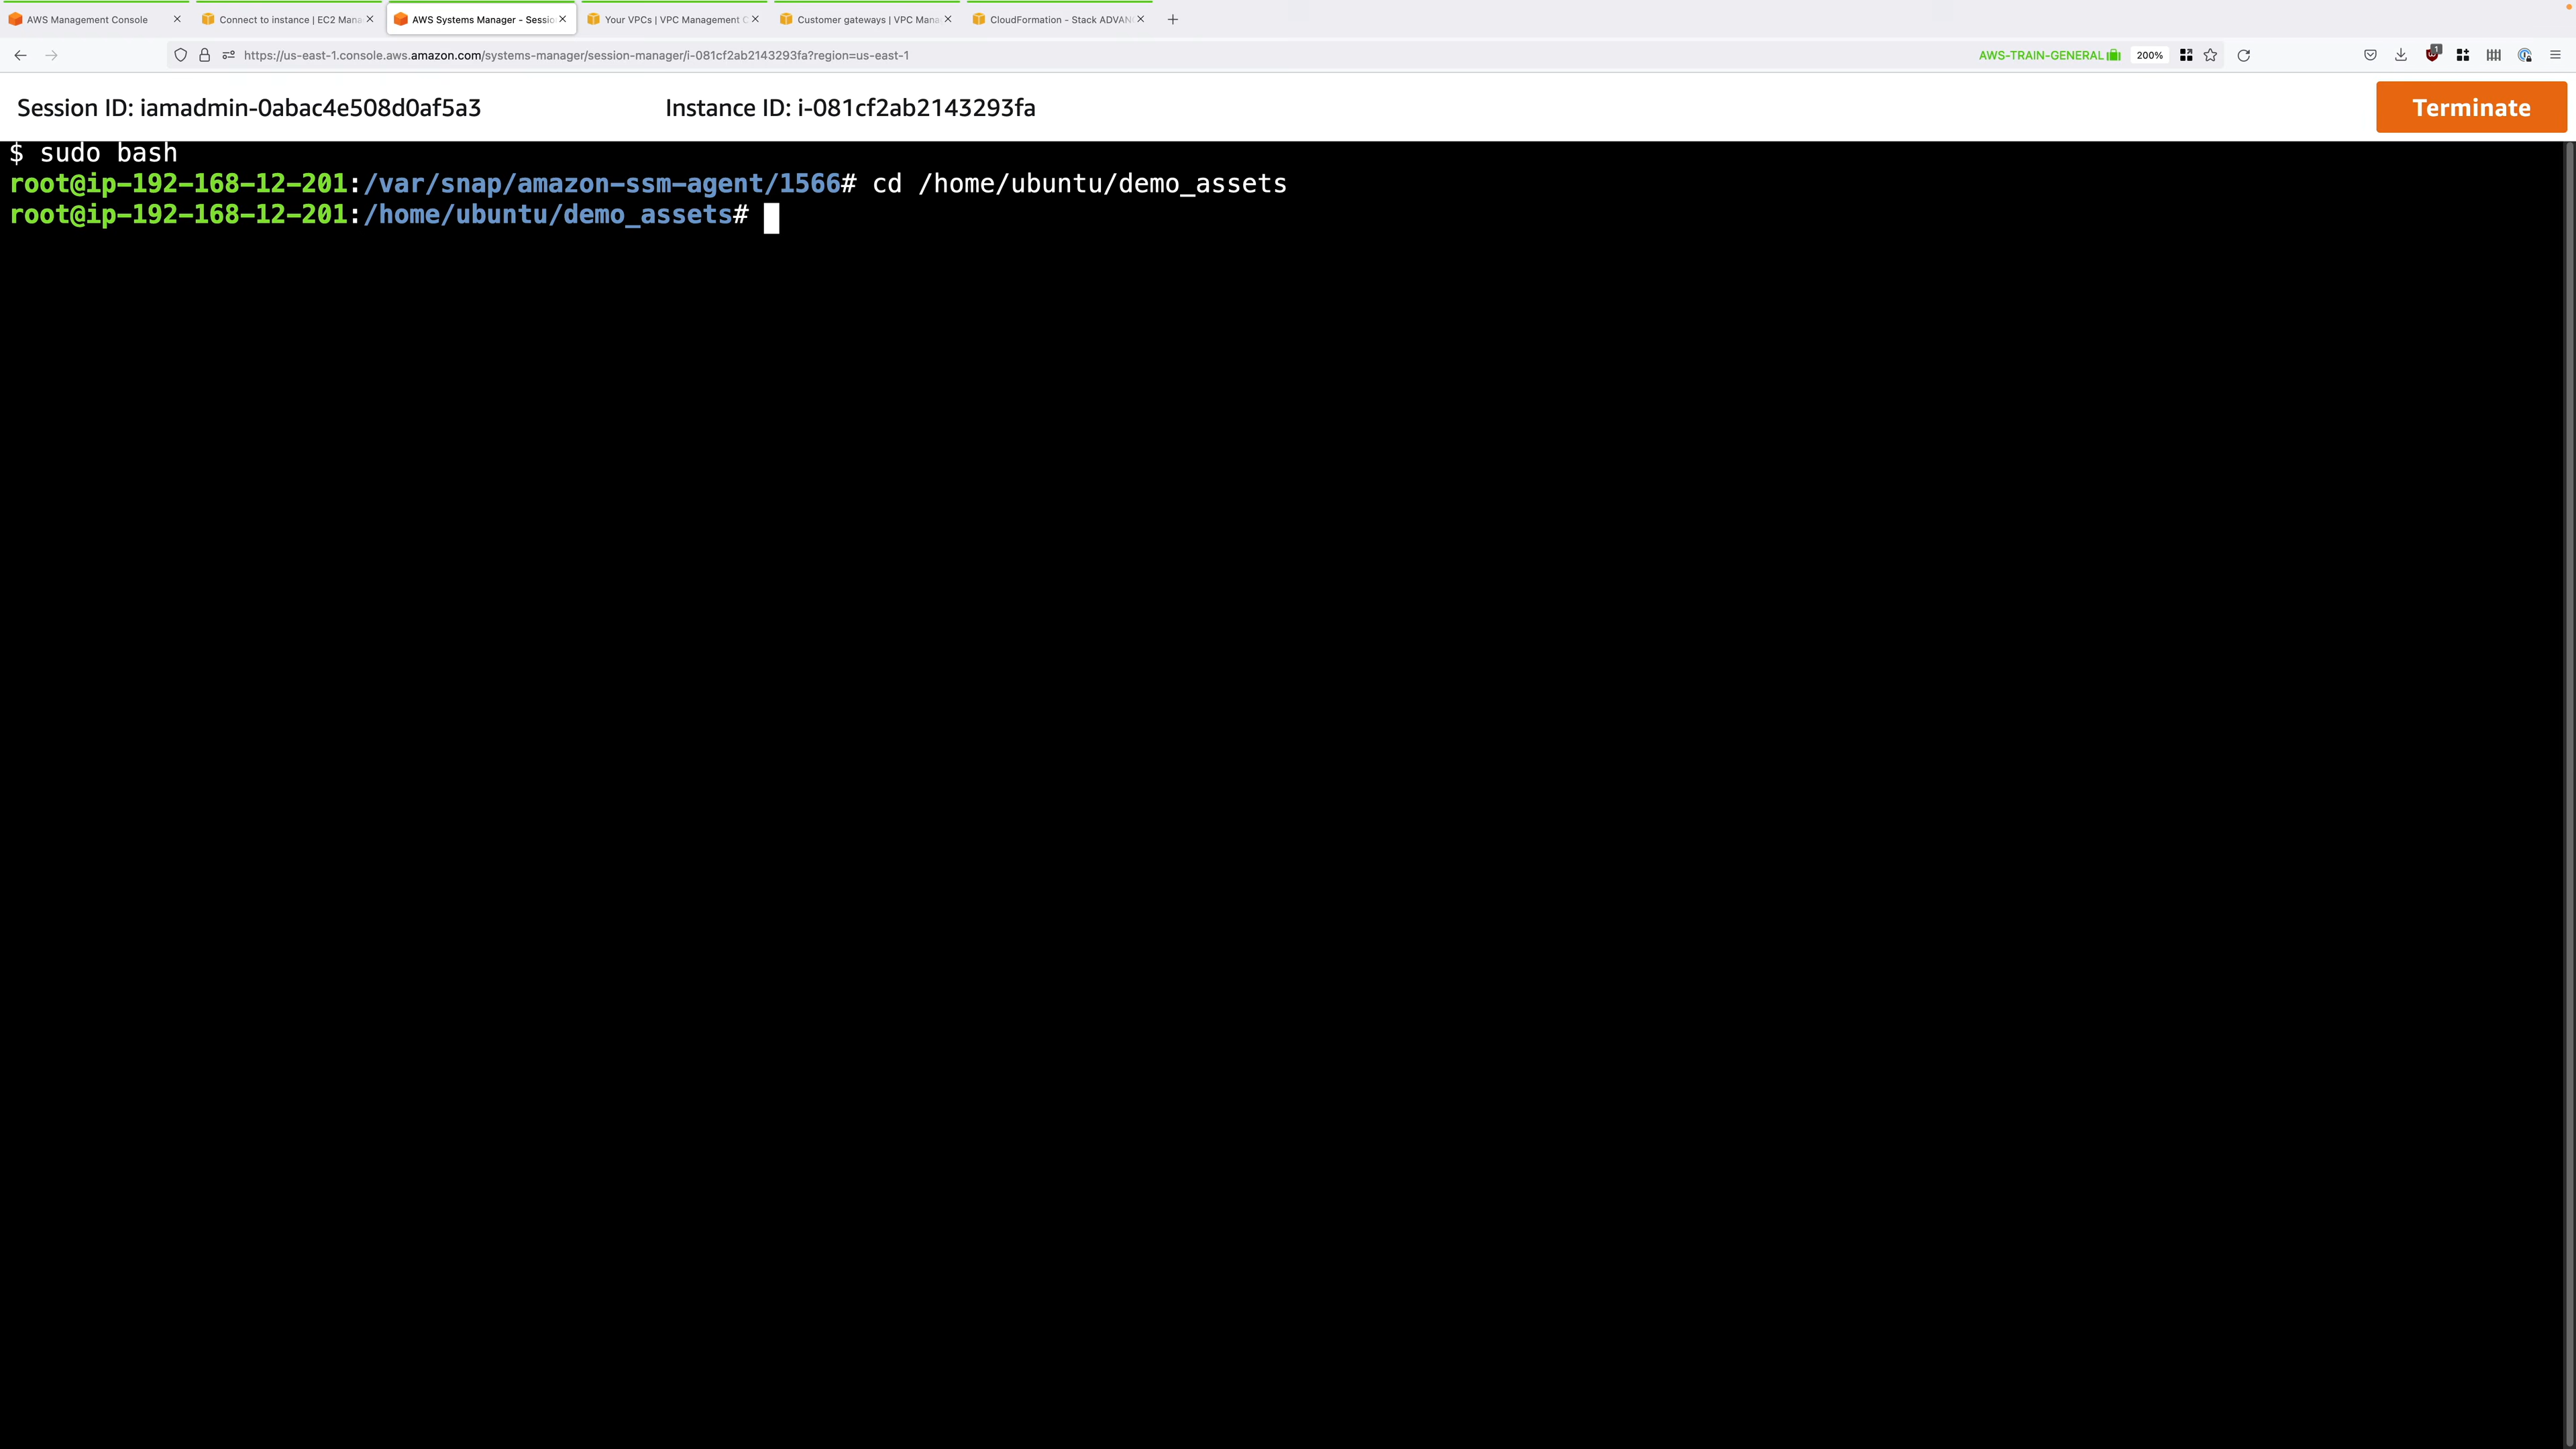 AWS Management Console
Connect to instance | EC2 Mana
AWS Systems Manager - Sessio
Your VPCs | VPC Management C
Customer gateways | VPC Mana
CloudFormation - Stack ADVAN
https://us-east-1.console.aws.amazon.com/systems-manager/session-manager/i-081cf2ab2143293fa?region=us-east-1
AWS-TRAIN-GENERAL
200%
1
Session ID: iamadmin-0abac4e508d0af5a3
Instance ID: i-081cf2ab2143293fa
Terminate
$ sudo bash
root@ip-192-168-12-201:/var/snap/amazon-ssm-agent/1566# cd /home/ubuntu/demo_assets
root@ip-192-168-12-201:/home/ubuntu/demo_assets#